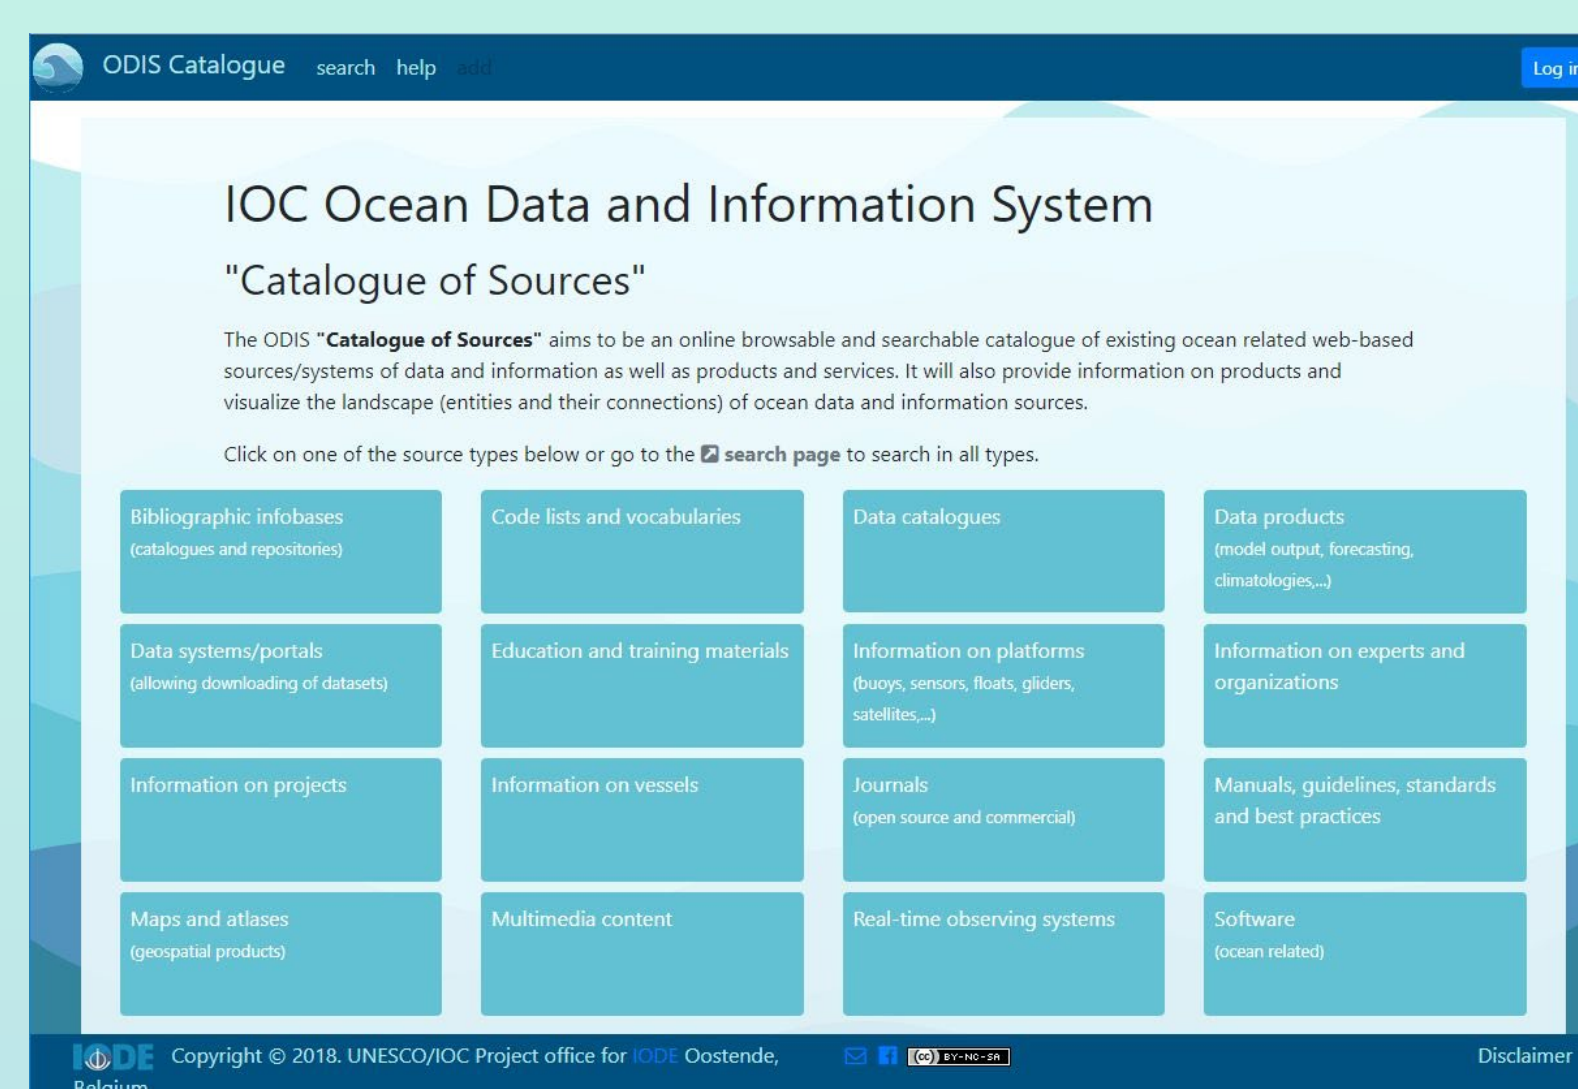 ODIS Catalogue search help add
Log in
IOC Ocean Data and Information System
"Catalogue of Sources"
The ODIS "Catalogue of Sources" aims to be an online browsable and searchable catalogue of existing ocean related web-based
sources/systems of data and information as well as products and services. It will also provide information on products and
visualize the landscape (entities and their connections) of ocean data and information sources.
Click on one of the source types below or go to the search page to search in all types.
Bibliographic infobases
(catalogues and repositories)
Code lists and vocabularies
Data catalogues
Data products
(model output, forecasting,
climatologies,...)
Data systems/portals
(allowing downloading of datasets)
Education and training materials
Information on platforms
(buoys, sensors, floats, gliders,
satellites,...)
Information on experts and
organizations
Information on projects
Information on vessels
Journals
(open source and commercial)
Manuals, guidelines, standards
and best practices
Maps and atlases
(geospatial products)
Multimedia content
Real-time observing systems
Software
(ocean related)
IODE Copyright © 2018. UNESCO/IOC Project office for IODE Oostende,
Belgium
(cc) BY-NC-SA
Disclaimer